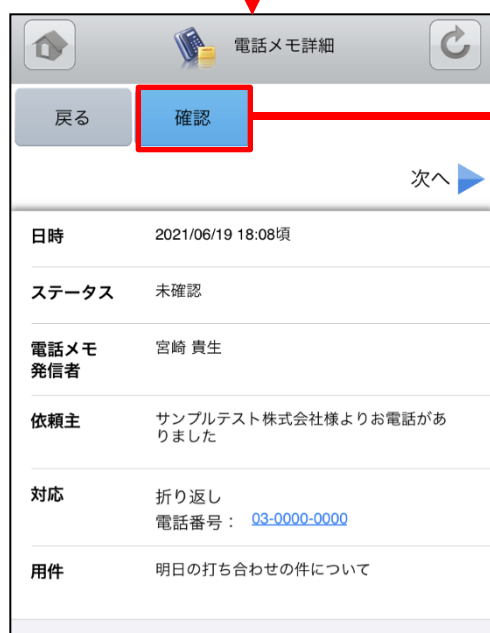 電話メモ詳細
戻る
確認
次へ
日時 2021/06/19 18:08頃
ステータス 未確認
電話メモ
発信者
宮崎 貴生
依頼主 サンプルテスト株式会社様よりお電話があ
りました
対応 折り返し
電話番号： 03-0000-0000
用件 明日の打ち合わせの件について